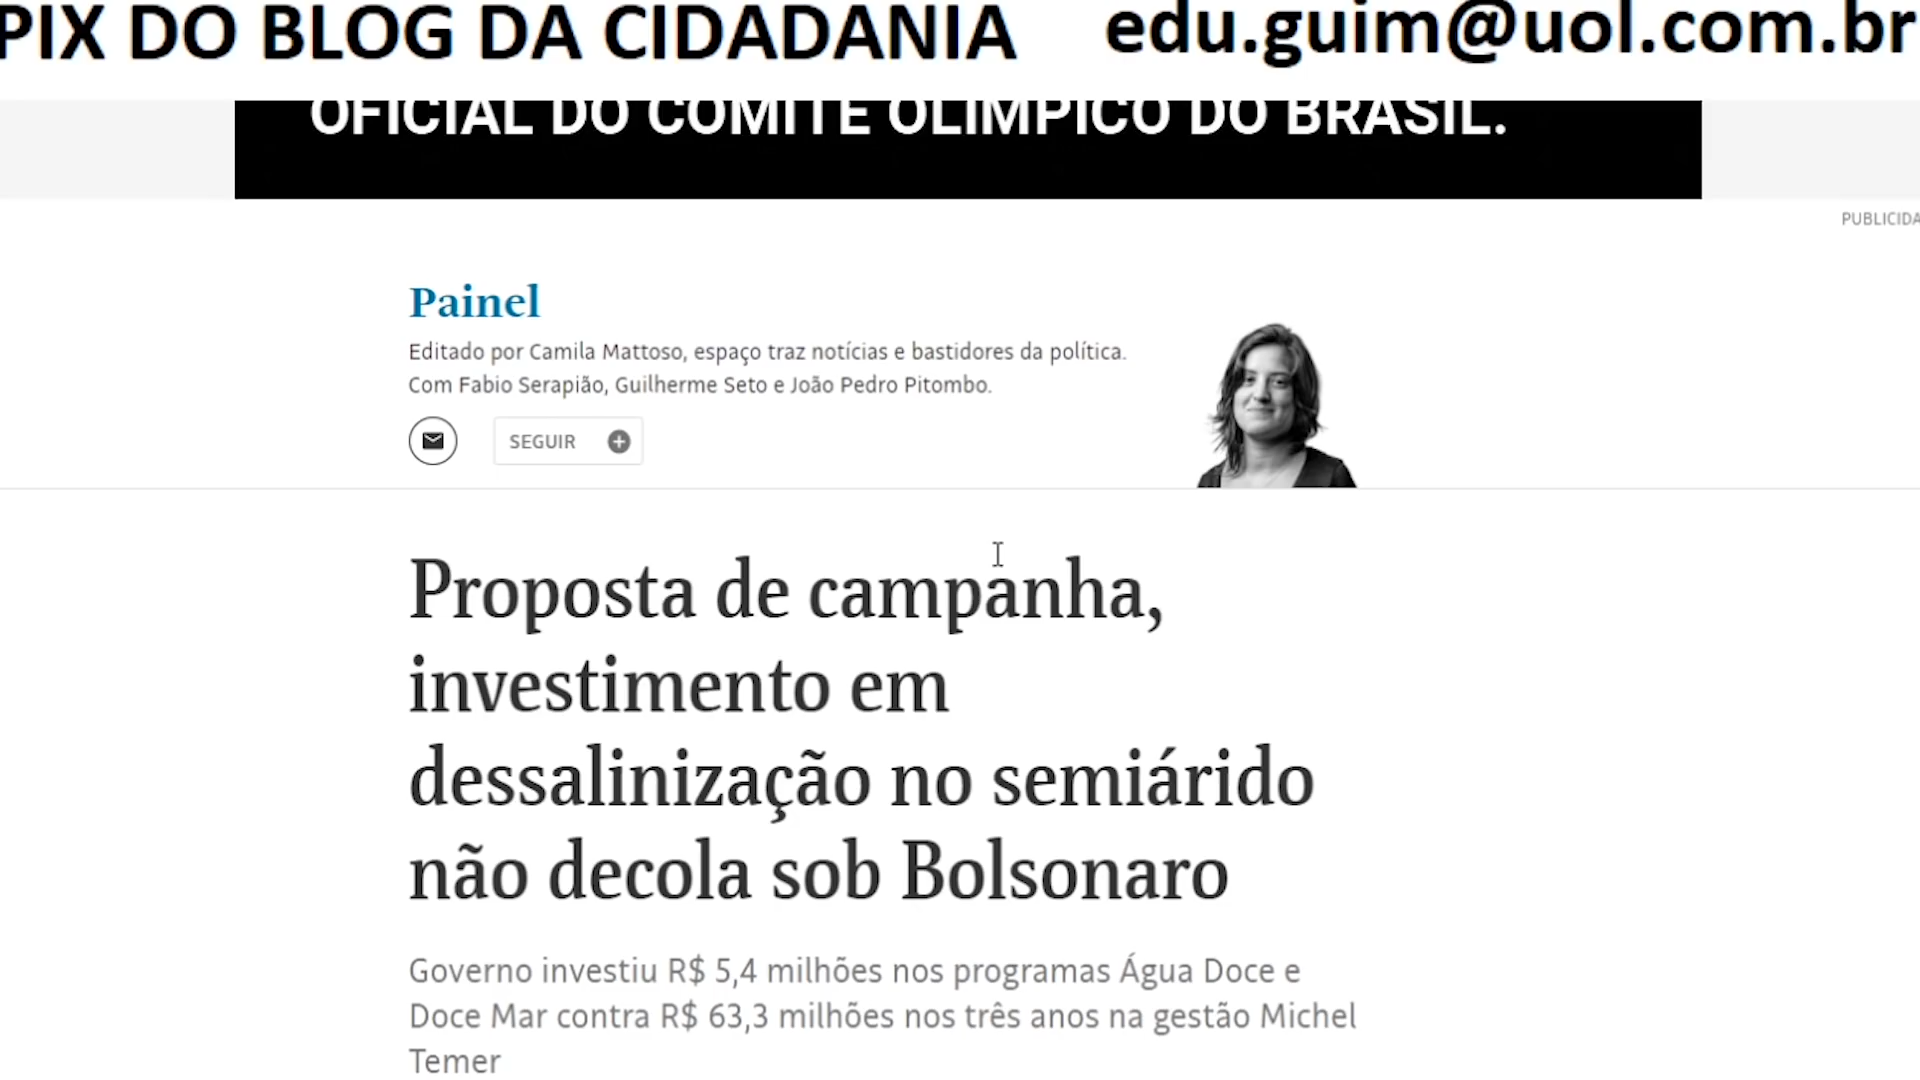 PIX DO BLOG DA CIDADANIA edu.guim@uol.com.br
OFICIAL DO COMITÊ OLÍMPICO DO BRASIL.
PUBLICIDA
Painel
Editado por Camila Mattoso, espaço traz notícias e bastidores da política.
Com Fabio Serapião, Guilherme Seto e João Pedro Pitombo.
SEGUIR
Proposta de campanha,
investimento em
dessalinização no semiárido
não decola sob Bolsonaro
Governo investiu R$ 5,4 milhões nos programas Água Doce e
Doce Mar contra R$ 63,3 milhões nos três anos na gestão Michel
Temer